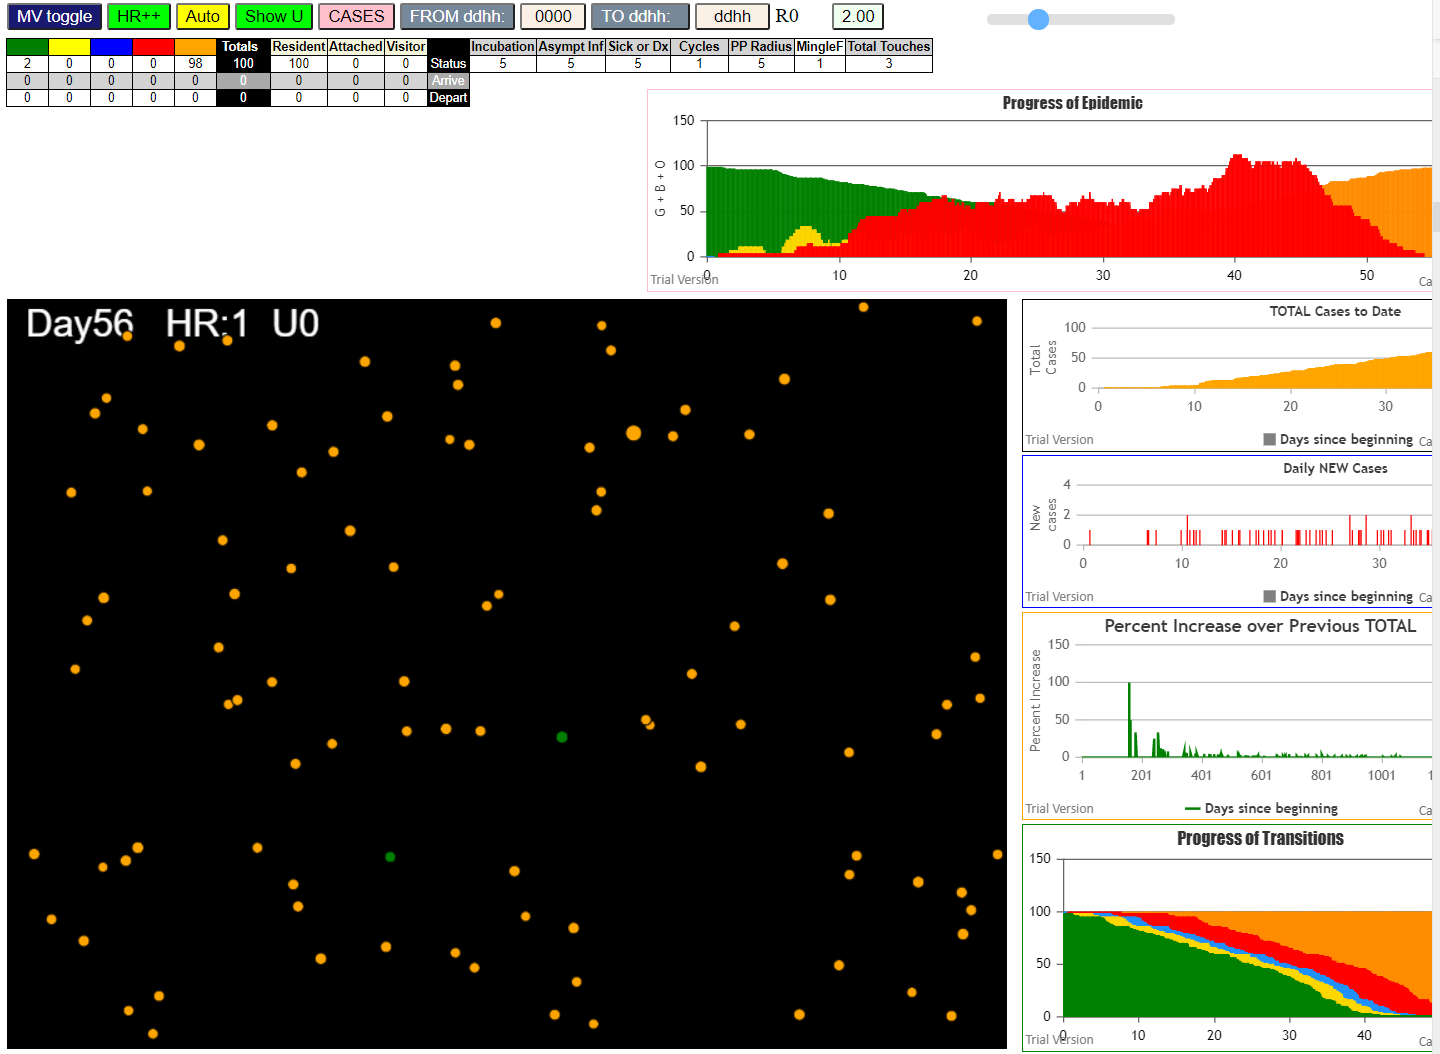 MV toggle HR++ Auto Show U CASES FROM ddhh: 0000 TO ddhh: ddhh R0 2.00
Totals Resident Attached Visitor Incubation Asympt Inf Sick or Dx Cycles PP Radius MingleF Total Touches
2 0 0 0 98 100 100 0 0 Status 5 5 5 1 5 1 3
0 0 0 0 0 0 0 0 0 Arrive
0 0 0 0 0 0 0 0 0 Depart
Progress of Epidemic
150
100
50
0
G + B + O
0 10 20 30 40 50
Trial Version Ca
Day56 HR:1 U0
TOTAL Cases to Date
100
50
0
Total
Cases
0 10 20 30
Days since beginning
Trial Version Ca
Daily NEW Cases
4
2
0
New
cases
0 10 20 30
Days since beginning
Trial Version Ca
Percent Increase over Previous TOTAL
150
100
50
0
Percent Increase
1 201 401 601 801 1001 1
Days since beginning
Trial Version Ca
Progress of Transitions
150
100
50
0
0 10 20 30 40
Trial Version Ca